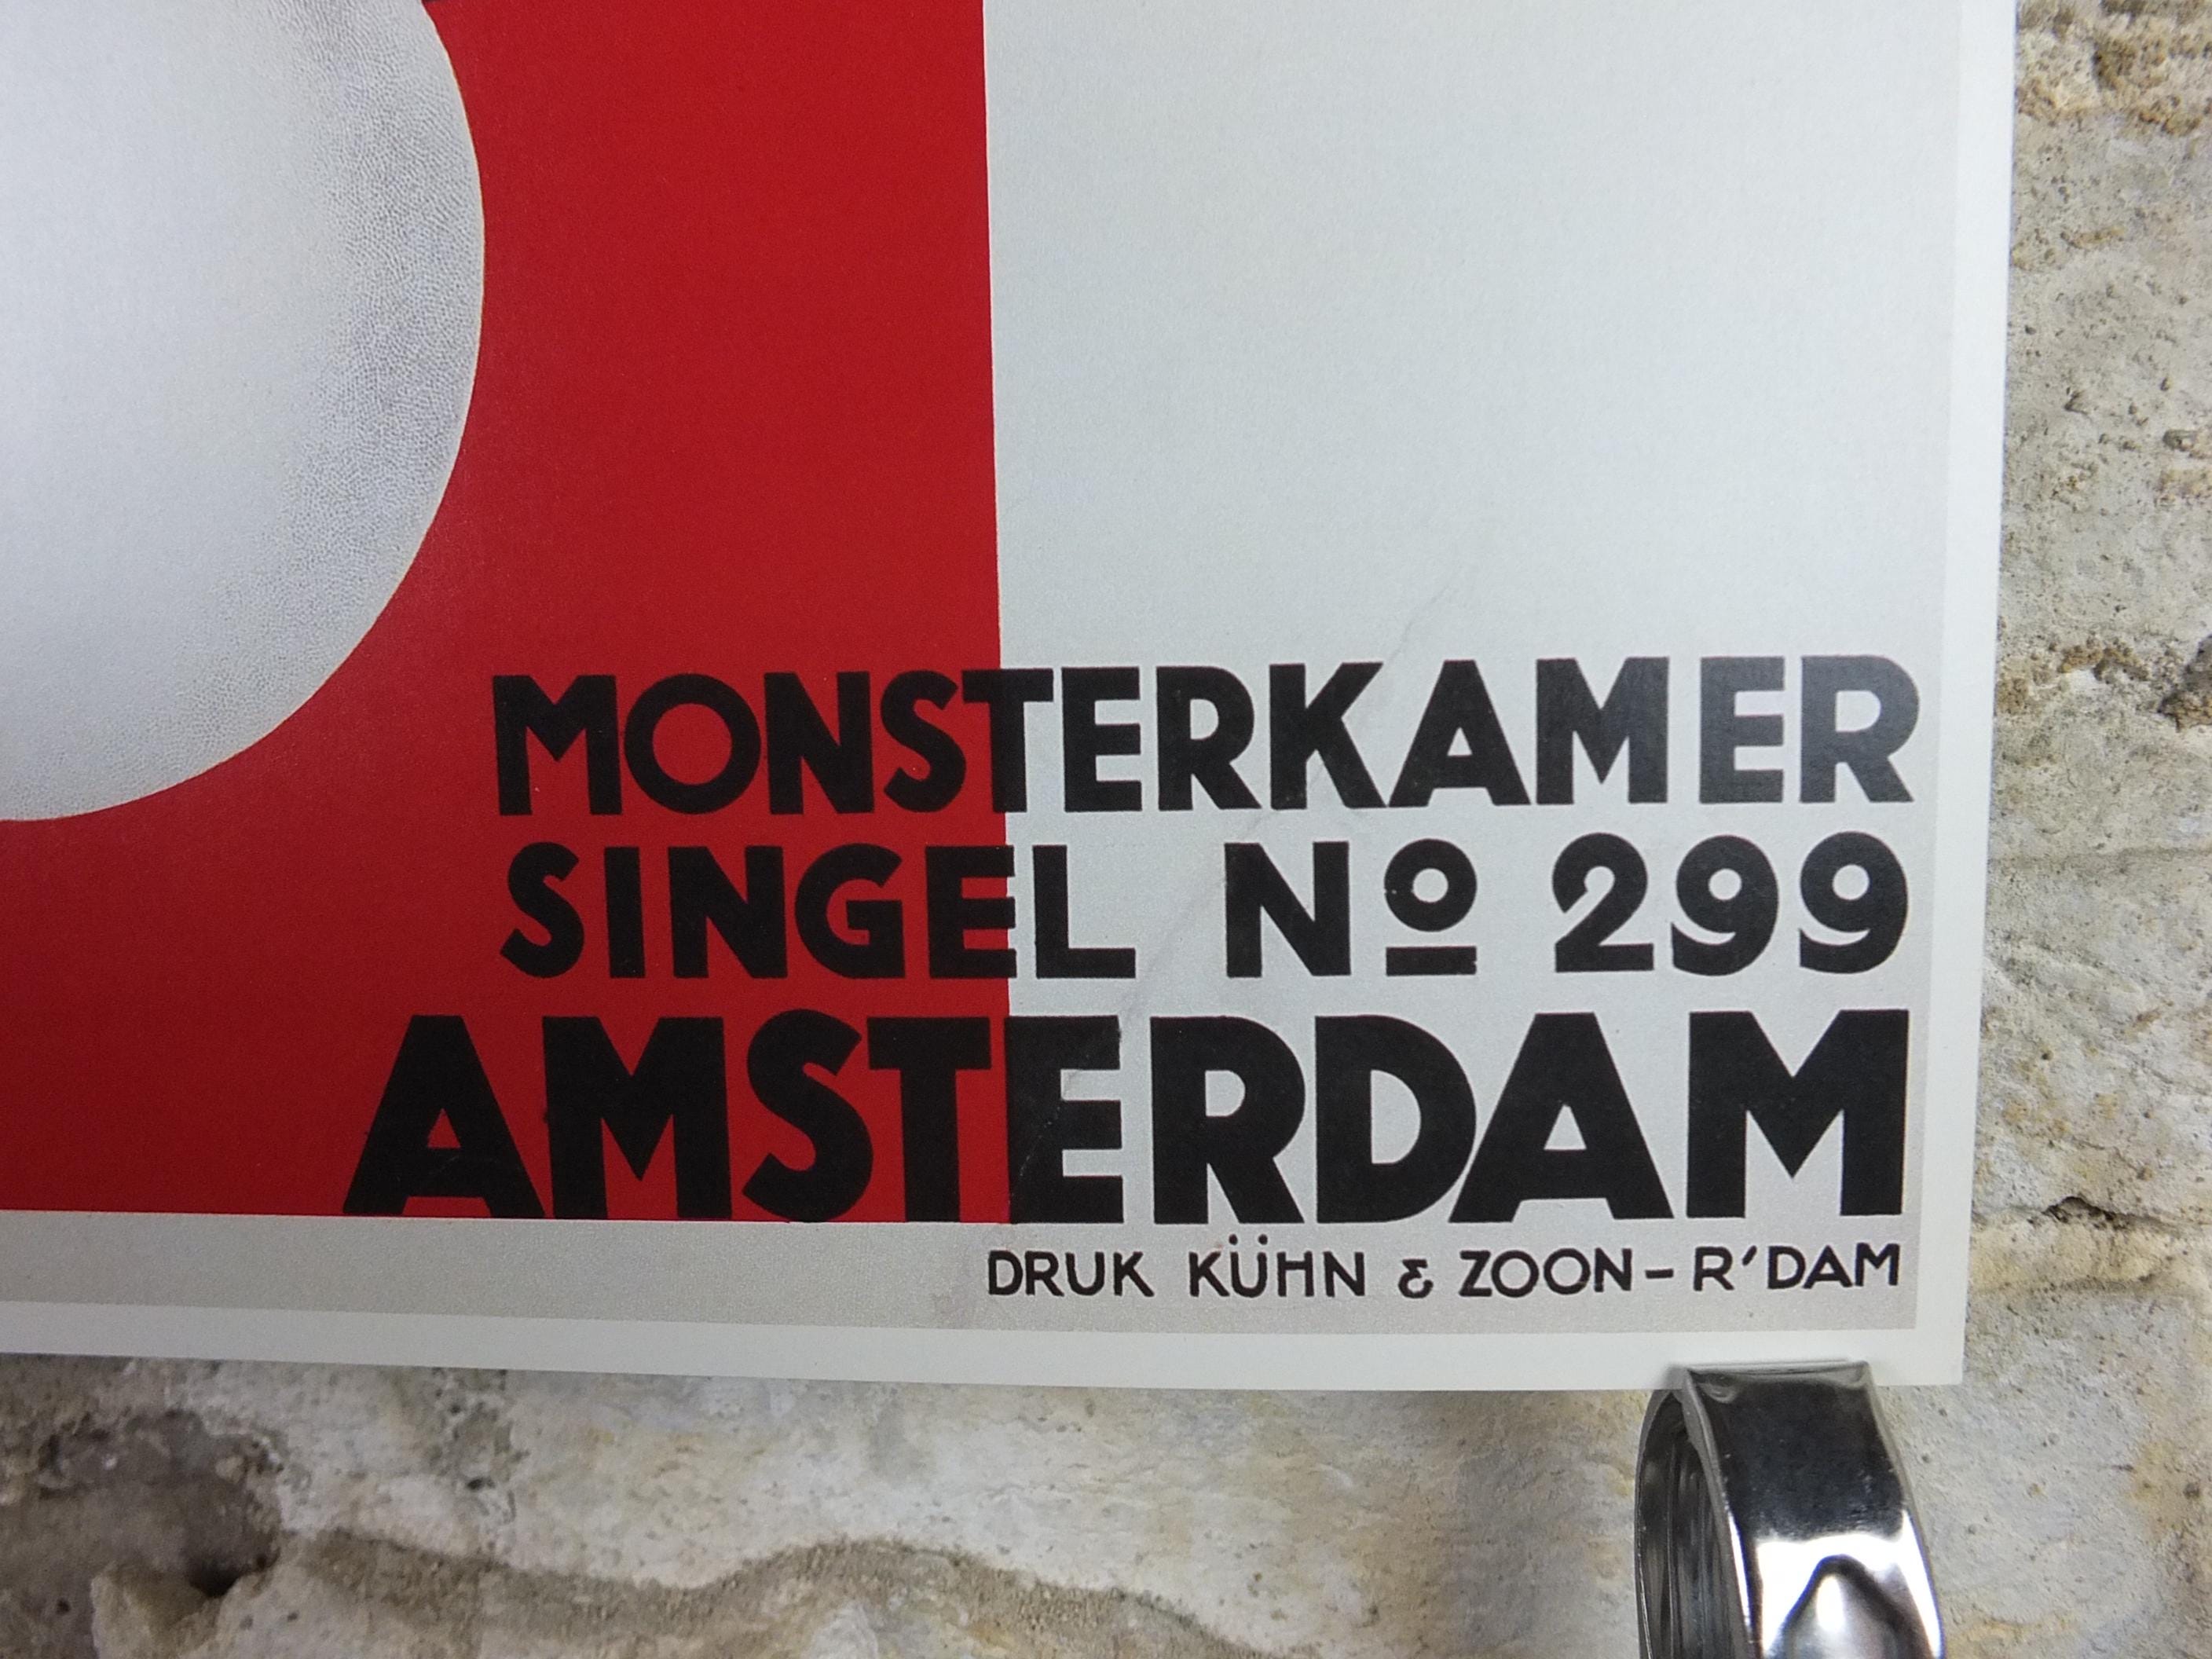 MONSTERKAMER
SINGEL Nº 299
AMSTERDAM
DRUK KÜHN & ZOON - R'DAM